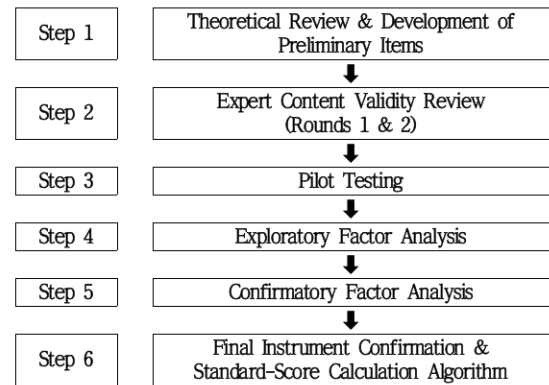 Step 1
Theoretical Review & Development of
Preliminary Items
Step 2
Expert Content Validity Review
(Rounds 1 & 2)
Step 3
Pilot Testing
Step 4
Exploratory Factor Analysis
Step 5
Confirmatory Factor Analysis
Step 6
Final Instrument Confirmation &
Standard-Score Calculation Algorithm